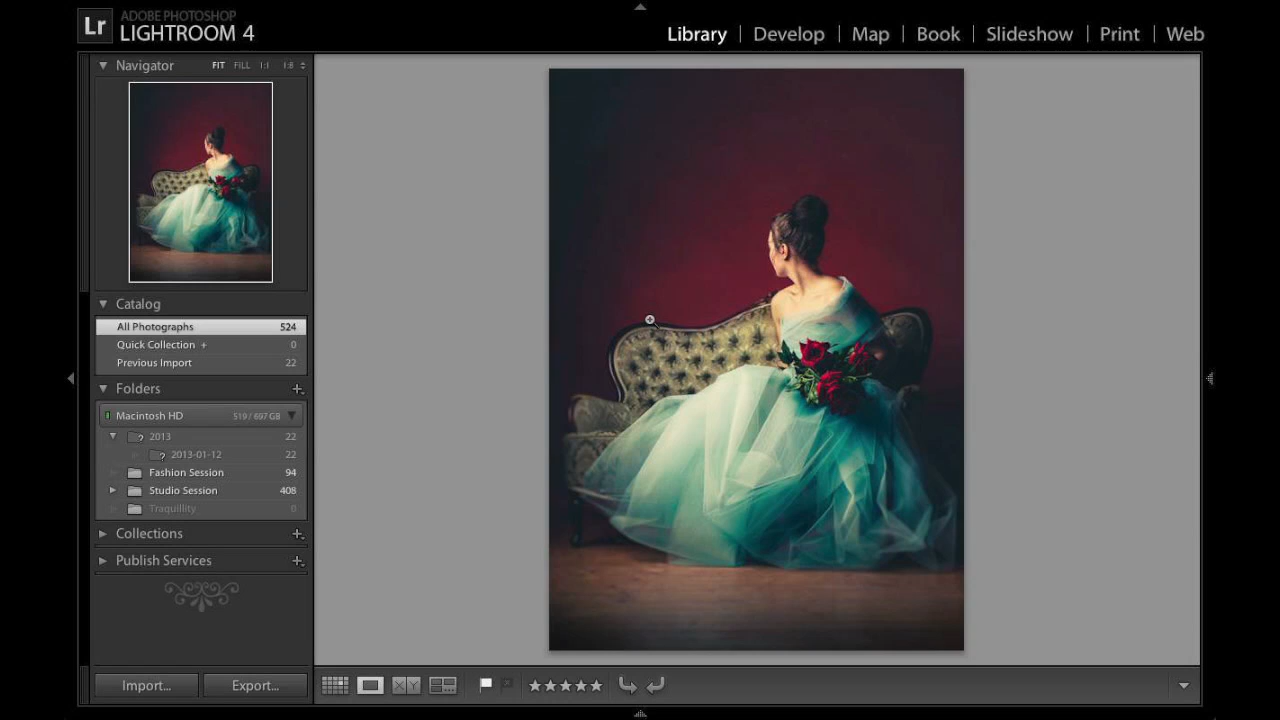 Lr
ADOBE PHOTOSHOP
LIGHTROOM 4
Library | Develop | Map | Book | Slideshow | Print | Web
Navigator FIT FILL 1:1 1:8
Catalog
All Photographs 524
Quick Collection + 0
Previous Import 22
Folders +
Macintosh HD 519 / 697 GB
2013 22
2013-01-12 22
Fashion Session 94
Studio Session 408
Traquillity 0
Collections +
Publish Services +
Import... Export... XY